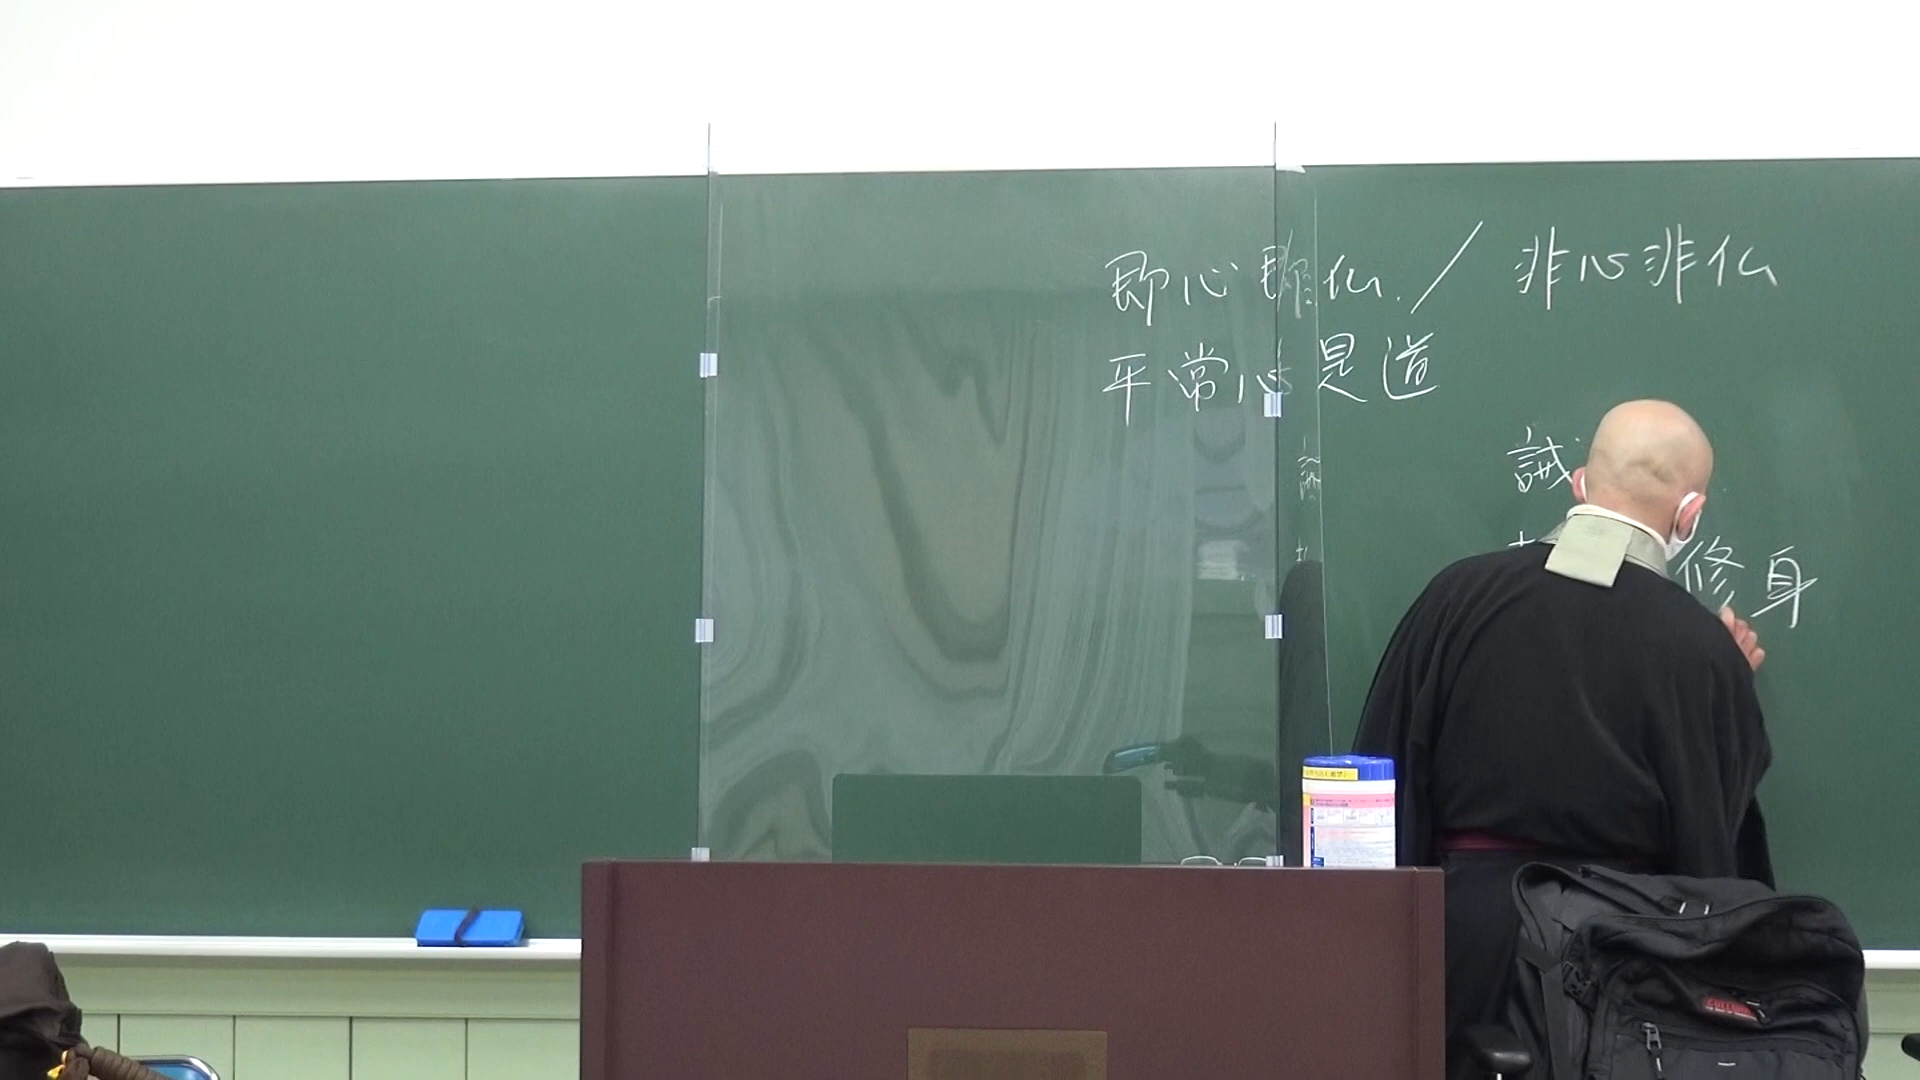 即心即仏 / 非心非仏
平常心是道
誠
修身